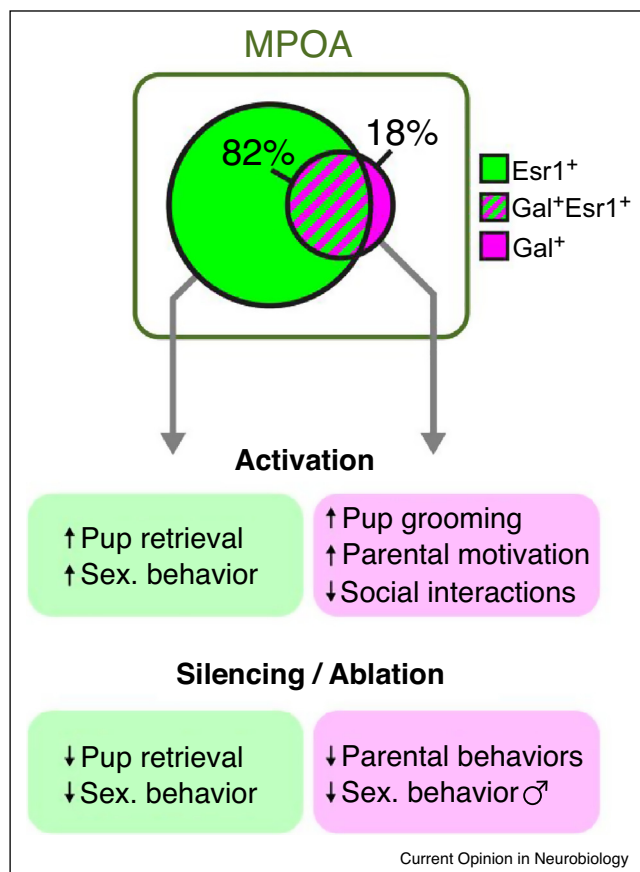 MPOA
82%
18%
Esr1⁺
Gal⁺Esr1⁺
Gal⁺
Activation
↑ Pup retrieval
↑ Sex. behavior
↑ Pup grooming
↑ Parental motivation
↓ Social interactions
Silencing / Ablation
↓ Pup retrieval
↓ Sex. behavior
↓ Parental behaviors
↓ Sex. behavior ♂
Current Opinion in Neurobiology